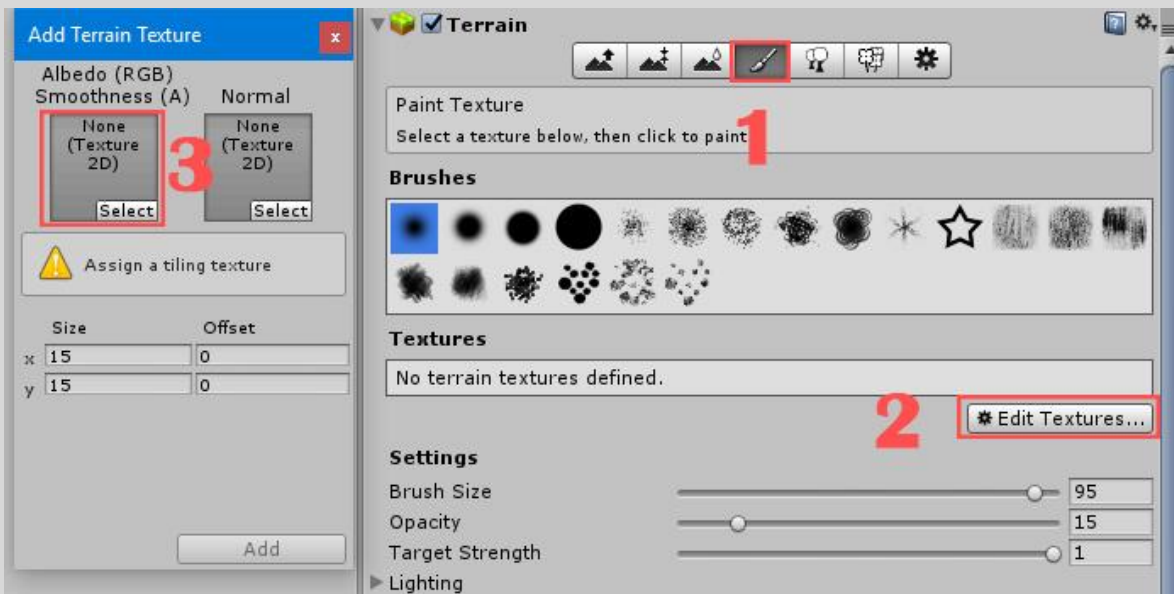 Add Terrain Texture
x
Albedo (RGB)
Smoothness (A)
Normal
None
(Texture
2D)
Select
3
None
(Texture
2D)
Select
Assign a tiling texture
Size
Offset
x
15
0
y
15
0
Add
Terrain
Paint Texture
Select a texture below, then click to paint
1
Brushes
Textures
No terrain textures defined.
2
Edit Textures...
Settings
Brush Size
95
Opacity
15
Target Strength
1
Lighting